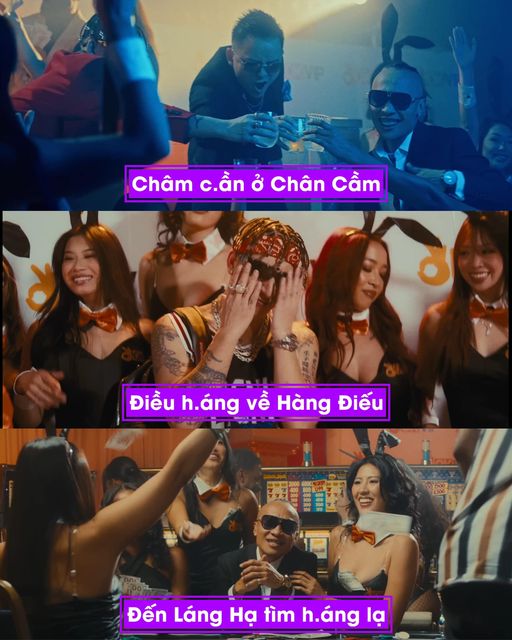 Châm c.ần ở Chân Cầm
Điều h.áng về Hàng Điếu
Đến Láng Hạ tìm h.áng lạ